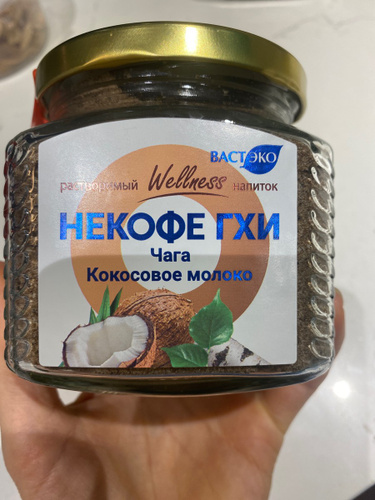 ВАСТЭКО
растворимый Wellness напиток
НЕКОФЕ ГХИ
Чага
Кокосовое молоко